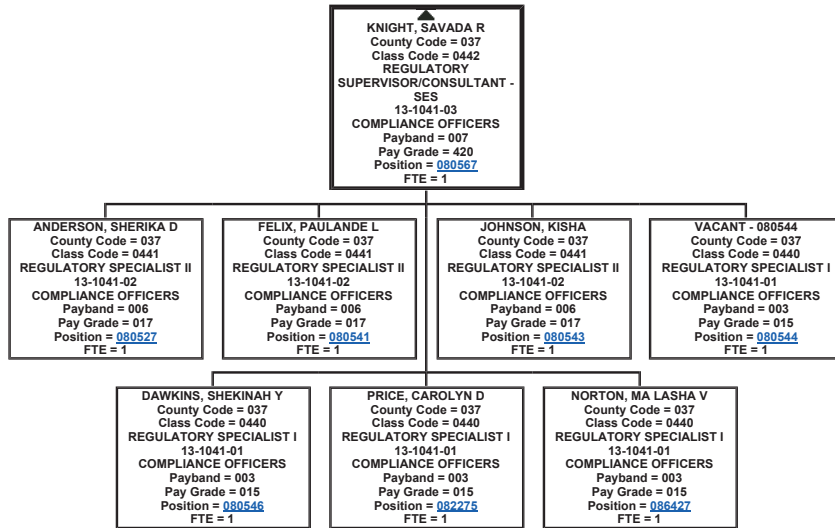 KNIGHT, SAVADA R
County Code = 037
Class Code = 0442
REGULATORY
SUPERVISOR/CONSULTANT -
SES
13-1041-03
COMPLIANCE OFFICERS
Payband = 007
Pay Grade = 420
Position = 080567
FTE = 1
ANDERSON, SHERIKA D
County Code = 037
Class Code = 0441
REGULATORY SPECIALIST II
13-1041-02
COMPLIANCE OFFICERS
Payband = 006
Pay Grade = 017
Position = 080527
FTE = 1
FELIX, PAULANDE L
County Code = 037
Class Code = 0441
REGULATORY SPECIALIST II
13-1041-02
COMPLIANCE OFFICERS
Payband = 006
Pay Grade = 017
Position = 080541
FTE = 1
JOHNSON, KISHA
County Code = 037
Class Code = 0441
REGULATORY SPECIALIST II
13-1041-02
COMPLIANCE OFFICERS
Payband = 006
Pay Grade = 017
Position = 080543
FTE = 1
VACANT - 080544
County Code = 037
Class Code = 0440
REGULATORY SPECIALIST I
13-1041-01
COMPLIANCE OFFICERS
Payband = 003
Pay Grade = 015
Position = 080544
FTE = 1
DAWKINS, SHEKINAH Y
County Code = 037
Class Code = 0440
REGULATORY SPECIALIST I
13-1041-01
COMPLIANCE OFFICERS
Payband = 003
Pay Grade = 015
Position = 080546
FTE = 1
PRICE, CAROLYN D
County Code = 037
Class Code = 0440
REGULATORY SPECIALIST I
13-1041-01
COMPLIANCE OFFICERS
Payband = 003
Pay Grade = 015
Position = 082275
FTE = 1
NORTON, MA LASHA V
County Code = 037
Class Code = 0440
REGULATORY SPECIALIST I
13-1041-01
COMPLIANCE OFFICERS
Payband = 003
Pay Grade = 015
Position = 086427
FTE = 1